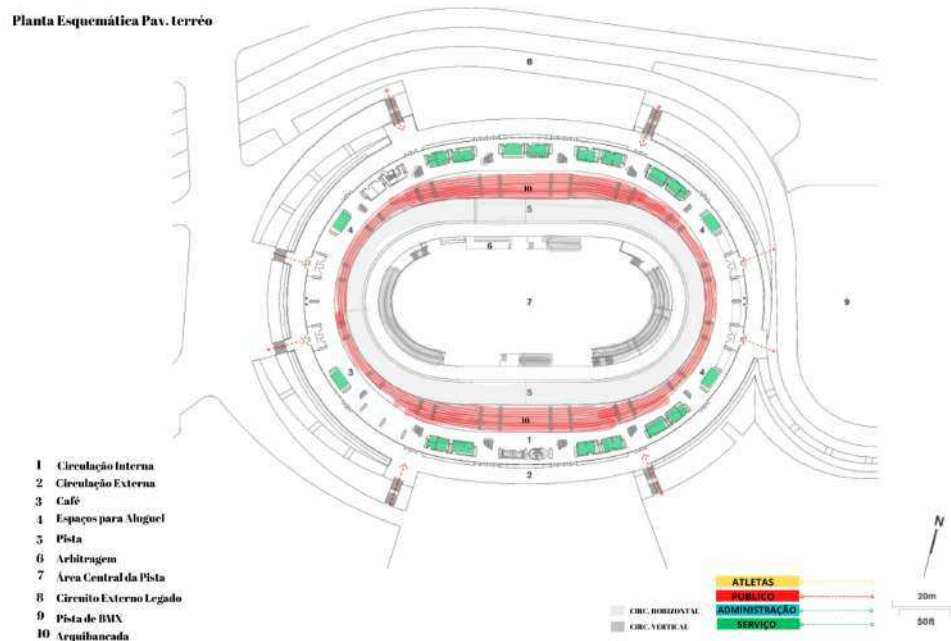 Planta Esquemática Pav. terréo
8
10
5
4
4
6
7
9
3
4
5
10
1
2
1 Circulação Interna
2 Circulação Externa
3 Café
4 Espaços para Aluguel
5 Pista
6 Arbitragem
7 Área Central da Pista
8 Circuito Externo Legado
9 Pista de BMX
10 Arquibancada
CIRC. HORIZONTAL
CIRC. VERTICAL
ATLETAS
PUBLICO
ADMINISTRAÇÃO
SERVIÇO
N
20m
50ft